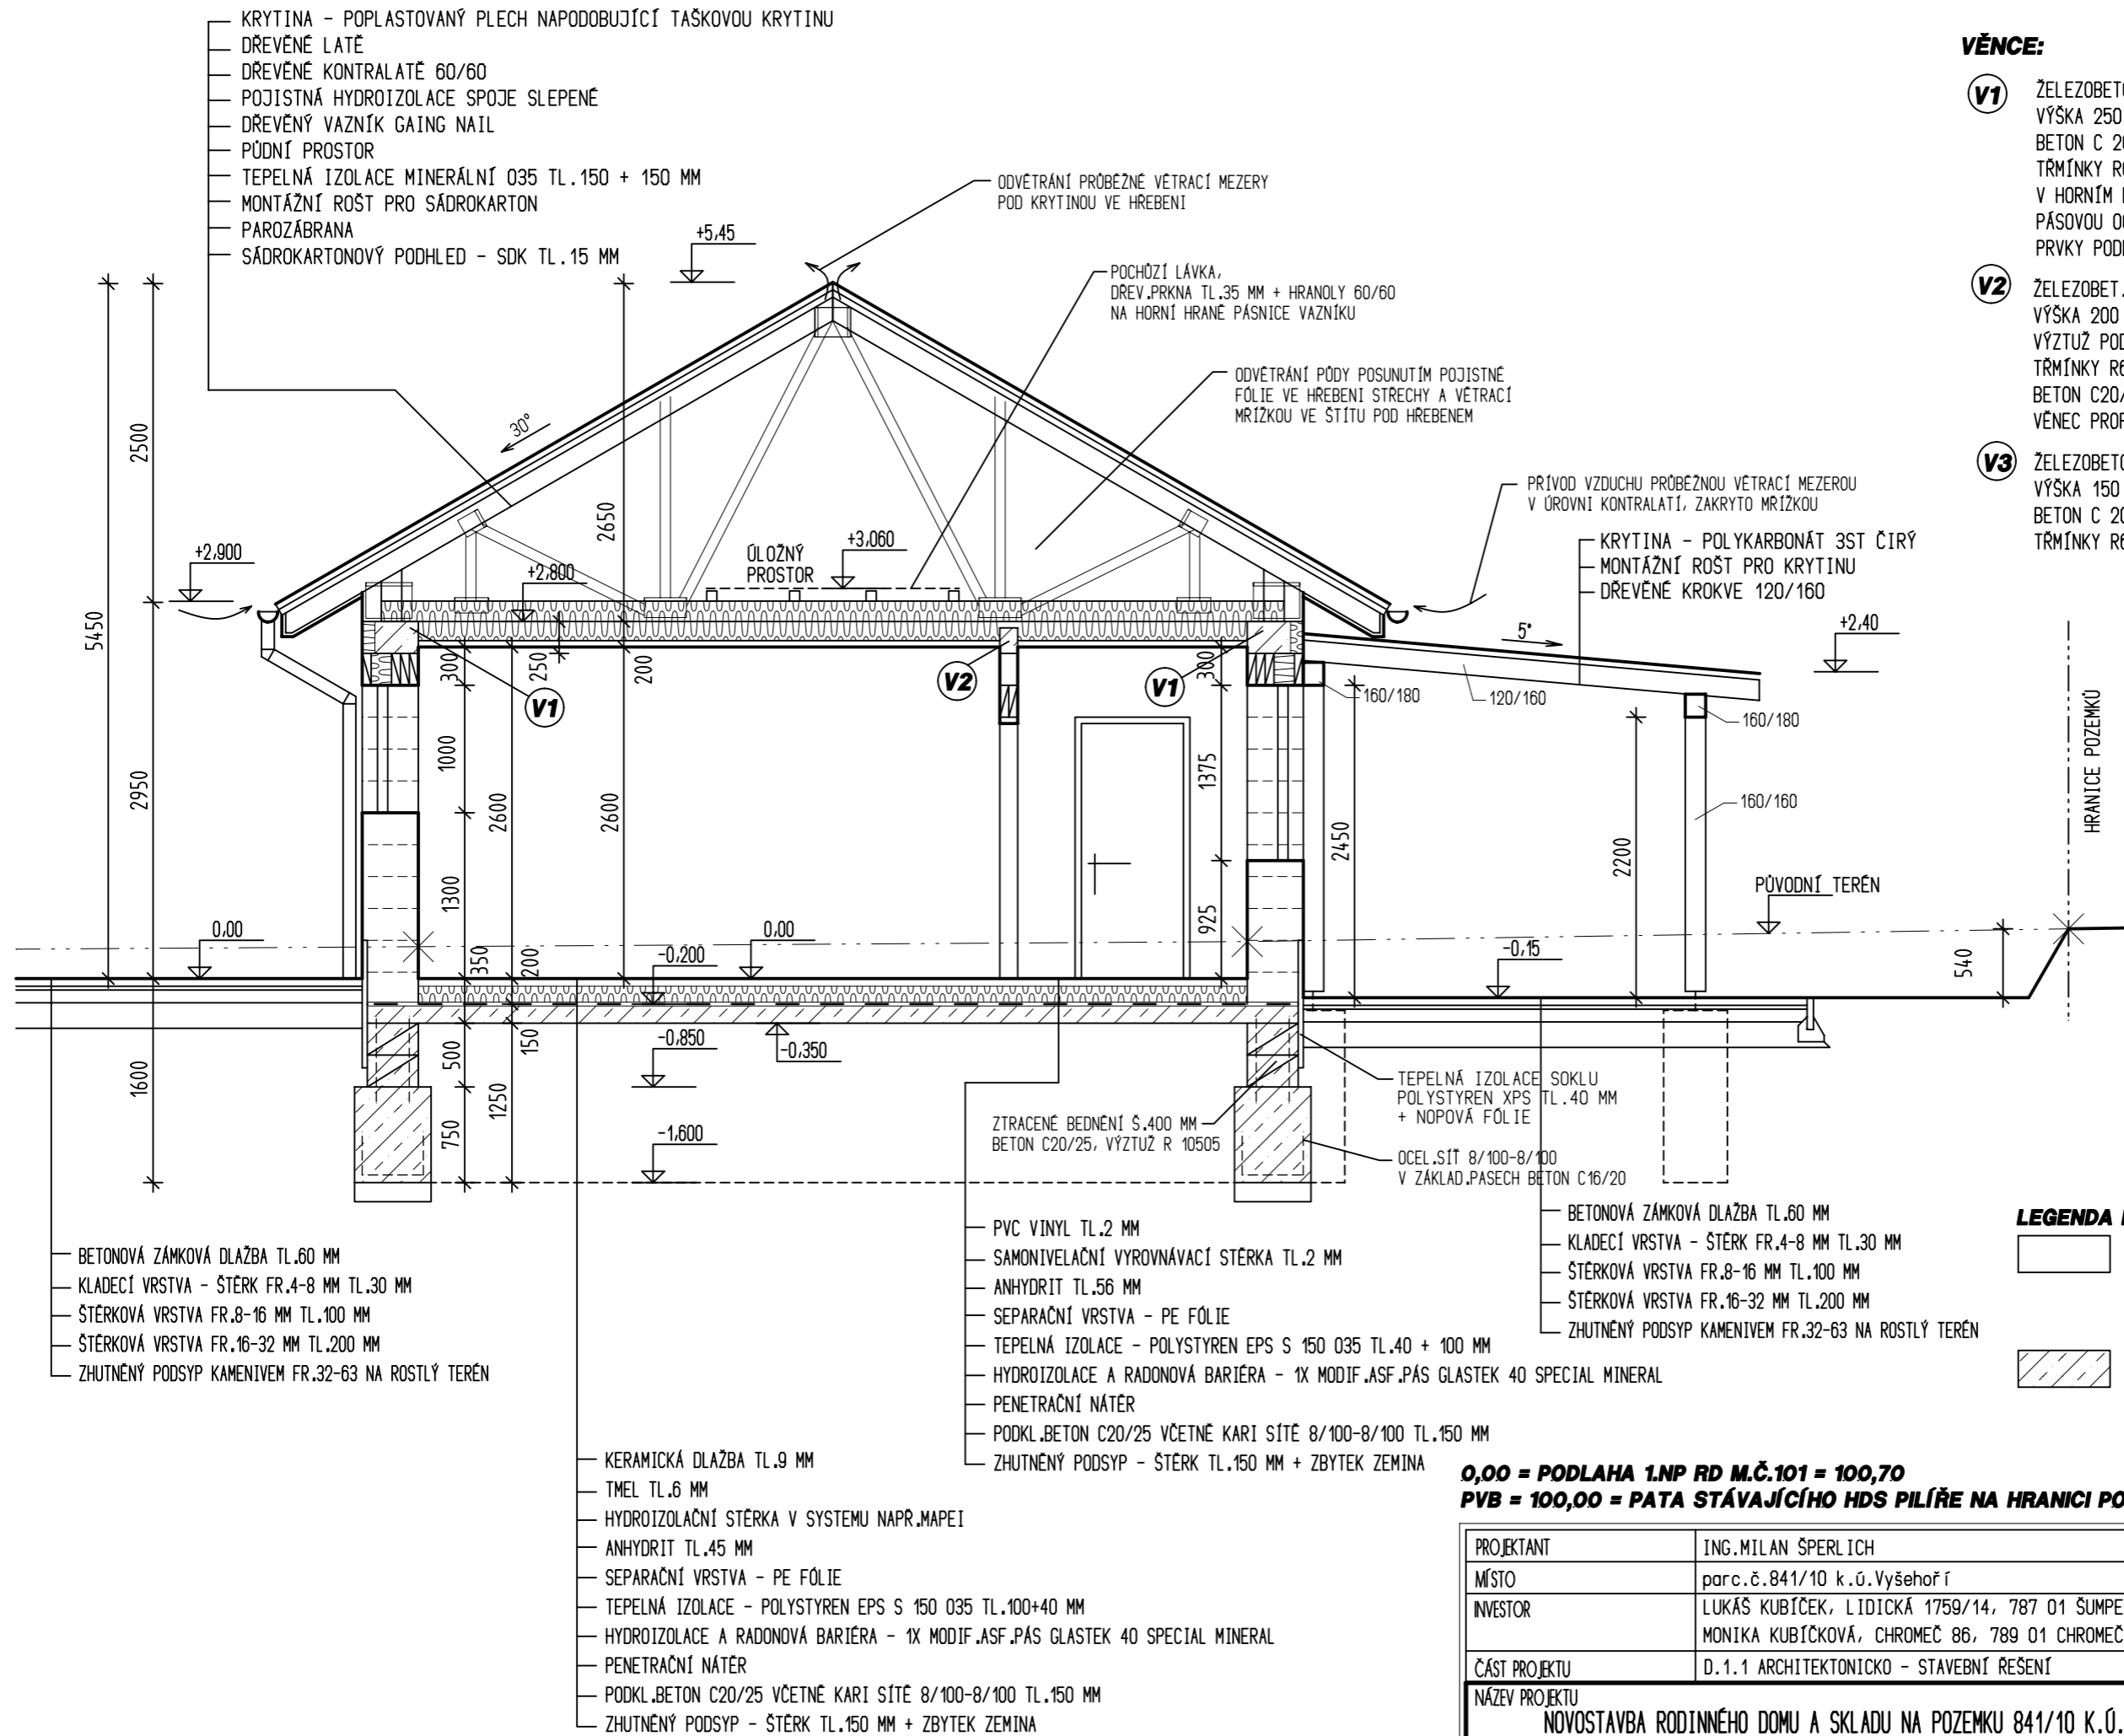 KRYTINA - POPLASTOVANÝ PLECH NAPODOBUJÍCÍ TAŠKOVOU KRYTINU
DŘEVĚNÉ LATĚ
DŘEVĚNÉ KONTRALATĚ 60/60
POJISTNÁ HYDROIZOLACE SPOJE SLEPENÉ
DŘEVĚNÝ VAZNÍK GAING NAIL
PŮDNÍ PROSTOR
TEPELNÁ IZOLACE MINERÁLNÍ 035 TL.150 + 150 MM
MONTÁŽNÍ ROŠT PRO SÁDROKARTON
PAROZÁBRANA
SÁDROKARTONOVÝ PODHLED - SDK TL.15 MM
VĚNCE:
V1
VÝŠKA 250
V HORNÍM
PÁSOVOU
PRVKY
V2
ŽELEZOBET.
VÝŠKA 200
VÝZTUŽ
TŘMÍNKY
VĚNEC
V3
VÝŠKA 150
BETON C
TŘMÍNKY
ODVĚTRÁNÍ PRŮBĚŽNÉ VĚTRACÍ MEZERY
POD KRYTINOU VE HŘEBENI
+5,45
POCHŮZÍ LÁVKA,
DŘEV.PRKNA TL.35 MM + HRANOLY 60/60
NA HORNÍ HRANĚ PÁSNICE VAZNÍKU
ODVĚTRÁNÍ PŮDY POSUNUTÍM POJISTNÉ
FÓLIE VE HŘEBENI STŘECHY A VĚTRACÍ
MŘÍŽKOU VE ŠTÍTU POD HŘEBENEM
PŘÍVOD VZDUCHU PRŮBĚŽNOU VĚTRACÍ MEZEROU
V ÚROVNI KONTRALATÍ, ZAKRYTO MŘÍŽKOU
KRYTINA - POLYKARBONÁT 3ST ČIRÝ
MONTÁŽNÍ ROŠT PRO KRYTINU
DŘEVĚNÉ KROKVE 120/160
30°
2500
2650
5450
+2,900
+2,800
ÚLOŽNÝ
PROSTOR
+3,060
5°
+2,40
300
250
200
V1
V2
V1
300
160/180
120/160
160/180
HRANICE POZEMKŮ
2950
1000
2600
2600
1375
2450
160/160
2200
1300
925
PŮVODNÍ TERÉN
0,00
350
200
-0,200
0,00
-0,15
540
1600
500
150
-0,850
-0,350
1250
750
-1,600
ZTRACENÉ BEDNĚNÍ Š.400 MM
BETON C20/25, VÝZTUŽ R 10505
TEPELNÁ IZOLACE SOKLU
POLYSTYREN XPS TL.40 MM
+ NOPOVÁ FÓLIE
OCEL.SÍŤ 8/100-8/100
V ZÁKLAD.PASECH BETON C16/20
BETONOVÁ ZÁMKOVÁ DLAŽBA TL.60 MM
KLADECÍ VRSTVA - ŠTĚRK FR.4-8 MM TL.30 MM
ŠTĚRKOVÁ VRSTVA FR.8-16 MM TL.100 MM
ŠTĚRKOVÁ VRSTVA FR.16-32 MM TL.200 MM
ZHUTNĚNÝ PODSYP KAMENIVEM FR.32-63 NA ROSTLÝ TERÉN
PVC VINYL TL.2 MM
SAMONIVELAČNÍ VYROVNÁVACÍ STĚRKA TL.2 MM
ANHYDRIT TL.56 MM
SEPARAČNÍ VRSTVA - PE FÓLIE
TEPELNÁ IZOLACE - POLYSTYREN EPS S 150 035 TL.40 + 100 MM
HYDROIZOLACE A RADONOVÁ BARIÉRA - 1X MODIF.ASF.PÁS GLASTEK 40 SPECIAL MINERAL
PENETRAČNÍ NÁTĚR
PODKL.BETON C20/25 VČETNĚ KARI SÍTĚ 8/100-8/100 TL.150 MM
ZHUTNĚNÝ PODSYP - ŠTĚRK TL.150 MM + ZBYTEK ZEMINA
BETONOVÁ ZÁMKOVÁ DLAŽBA TL.60 MM
KLADECÍ VRSTVA - ŠTĚRK FR.4-8 MM TL.30 MM
ŠTĚRKOVÁ VRSTVA FR.8-16 MM TL.100 MM
ŠTĚRKOVÁ VRSTVA FR.16-32 MM TL.200 MM
ZHUTNĚNÝ PODSYP KAMENIVEM FR.32-63 NA ROSTLÝ TERÉN
LEGENDA
KERAMICKÁ DLAŽBA TL.9 MM
TMEL TL.6 MM
HYDROIZOLAČNÍ STĚRKA V SYSTEMU NAPŘ.MAPEI
ANHYDRIT TL.45 MM
SEPARAČNÍ VRSTVA - PE FÓLIE
TEPELNÁ IZOLACE - POLYSTYREN EPS S 150 035 TL.100+40 MM
HYDROIZOLACE A RADONOVÁ BARIÉRA - 1X MODIF.ASF.PÁS GLASTEK 40 SPECIAL MINERAL
PENETRAČNÍ NÁTĚR
PODKL.BETON C20/25 VČETNĚ KARI SÍTĚ 8/100-8/100 TL.150 MM
ZHUTNĚNÝ PODSYP - ŠTĚRK TL.150 MM + ZBYTEK ZEMINA
0,00 = PODLAHA 1.NP RD M.Č.101 = 100,70
PVB = 100,00 = PATA STÁVAJÍCÍHO HDS PILÍŘE NA HRANICI
PROJEKTANT ING.MILAN ŠPERLICH
MÍSTO parc.č.841/10 k.ú.Vyšehoří
INVESTOR LUKÁŠ KUBÍČEK, LIDICKÁ 1759/14, 787 01
MONIKA KUBÍČKOVÁ, CHROMEČ 86, 789 01 CHROMEČ
ČÁST PROJEKTU D.1.1 ARCHITEKTONICKO - STAVEBNÍ ŘEŠENÍ
NÁZEV PROJEKTU
NOVOSTAVBA RODINNÉHO DOMU A SKLADU NA POZEMKU 841/10 K.Ú.